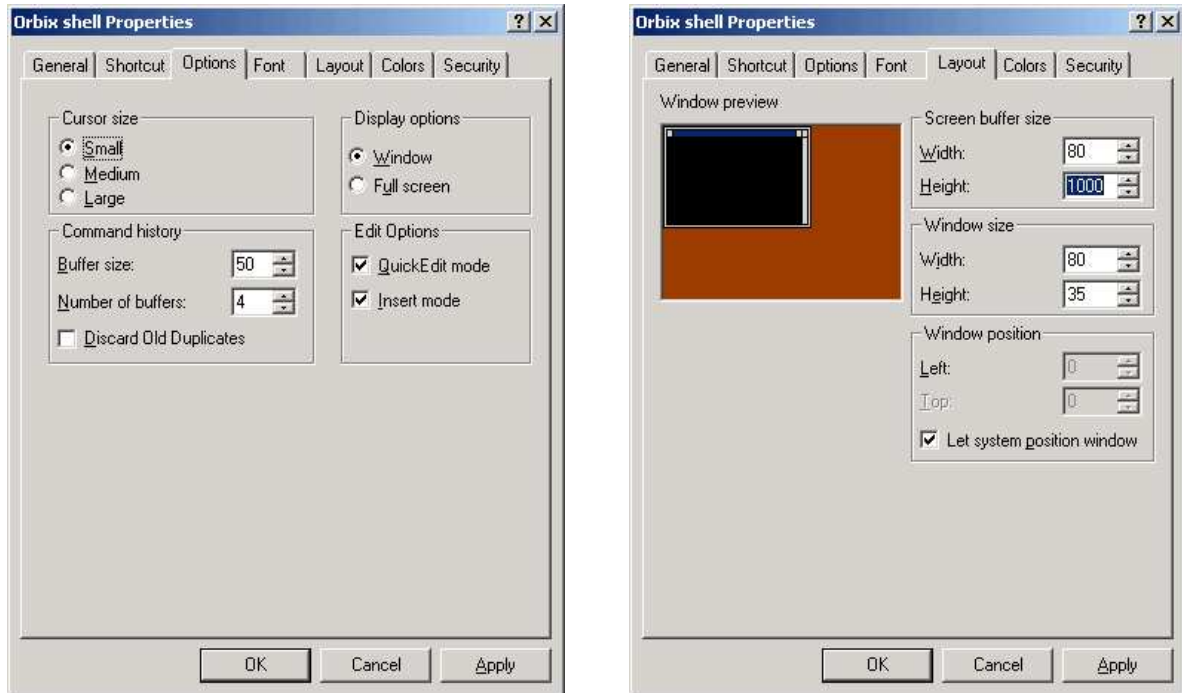 Orbix shell Properties
General Shortcut Options Font Layout Colors Security
Cursor size
Small
Medium
Large
Display options
Window
Full screen
Command history
Buffer size: 50
Number of buffers: 4
Discard Old Duplicates
Edit Options
QuickEdit mode
Insert mode
OK Cancel Apply
Orbix shell Properties
General Shortcut Options Font Layout Colors Security
Window preview
Screen buffer size
Width: 80
Height: 1000
Window size
Width: 80
Height: 35
Window position
Left: 0
Top: 0
Let system position window
OK Cancel Apply